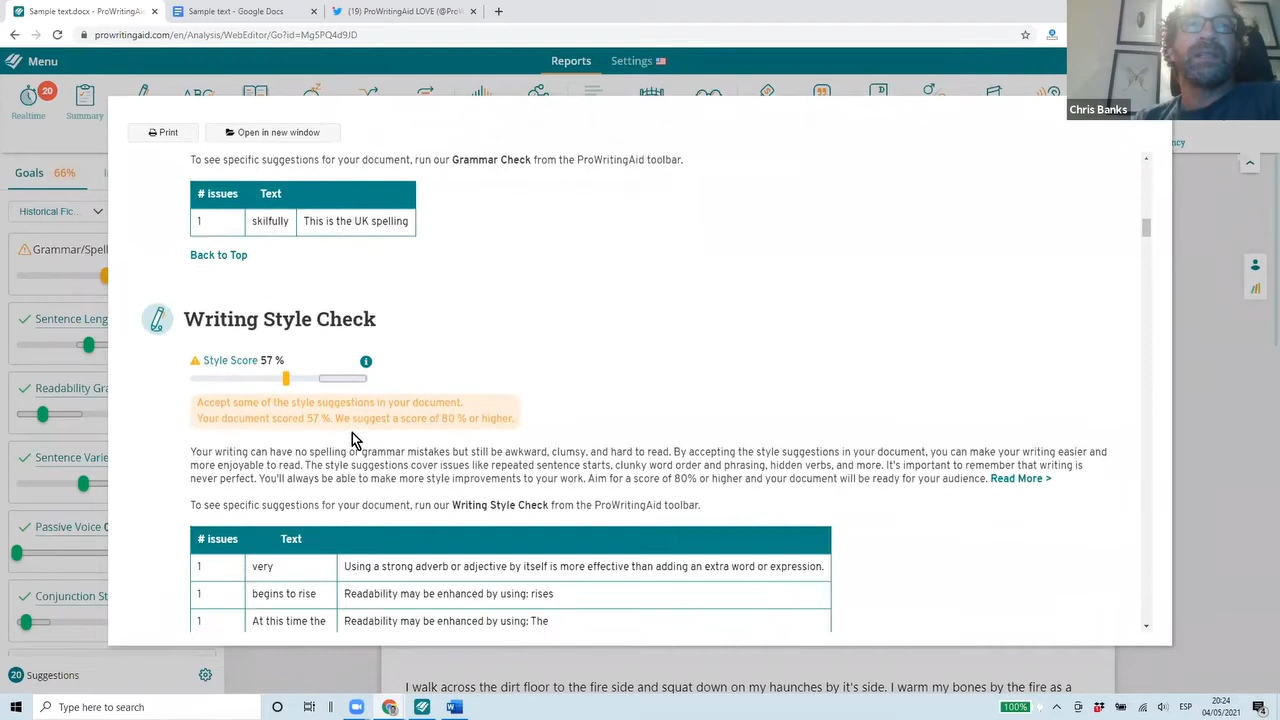 Sample text.docx - ProWritingAid
Sample text - Google Docs
(19) ProWritingAid LOVE (@ProW
prowritingaid.com/en/Analysis/WebEditor/Go?id=Mg5PQ4d9JD
Menu
Reports
Settings
Chris Banks
20
Realtime
Summary
Print
Open in new window
ncy
To see specific suggestions for your document, run our Grammar Check from the ProWritingAid toolbar.
Goals 66%
# issues Text
Historical Fic...
1 skilfully This is the UK spelling
Grammar/Spell
Back to Top
Sentence Leng
Writing Style Check
Style Score 57 %
Readability Gra
Accept some of the style suggestions in your document.
Your document scored 57 %. We suggest a score of 80 % or higher.
Sentence Varie
Your writing can have no spelling or grammar mistakes but still be awkward, clumsy, and hard to read. By accepting the style suggestions in your document, you can make your writing easier and
more enjoyable to read. The style suggestions cover issues like repeated sentence starts, clunky word order and phrasing, hidden verbs, and more. It's important to remember that writing is
never perfect. You'll always be able to make more style improvements to your work. Aim for a score of 80% or higher and your document will be ready for your audience. Read More >
To see specific suggestions for your document, run our Writing Style Check from the ProWritingAid toolbar.
Passive Voice
# issues Text
1 very Using a strong adverb or adjective by itself is more effective than adding an extra word or expression.
1 begins to rise Readability may be enhanced by using: rises
Conjunction St
1 At this time the Readability may be enhanced by using: The
20 Suggestions
I walk across the dirt floor to the fire side and squat down on my haunches by it's side. I warm my bones by the fire as a
Type here to search
100%
ESP
20:24
04/05/2021
4